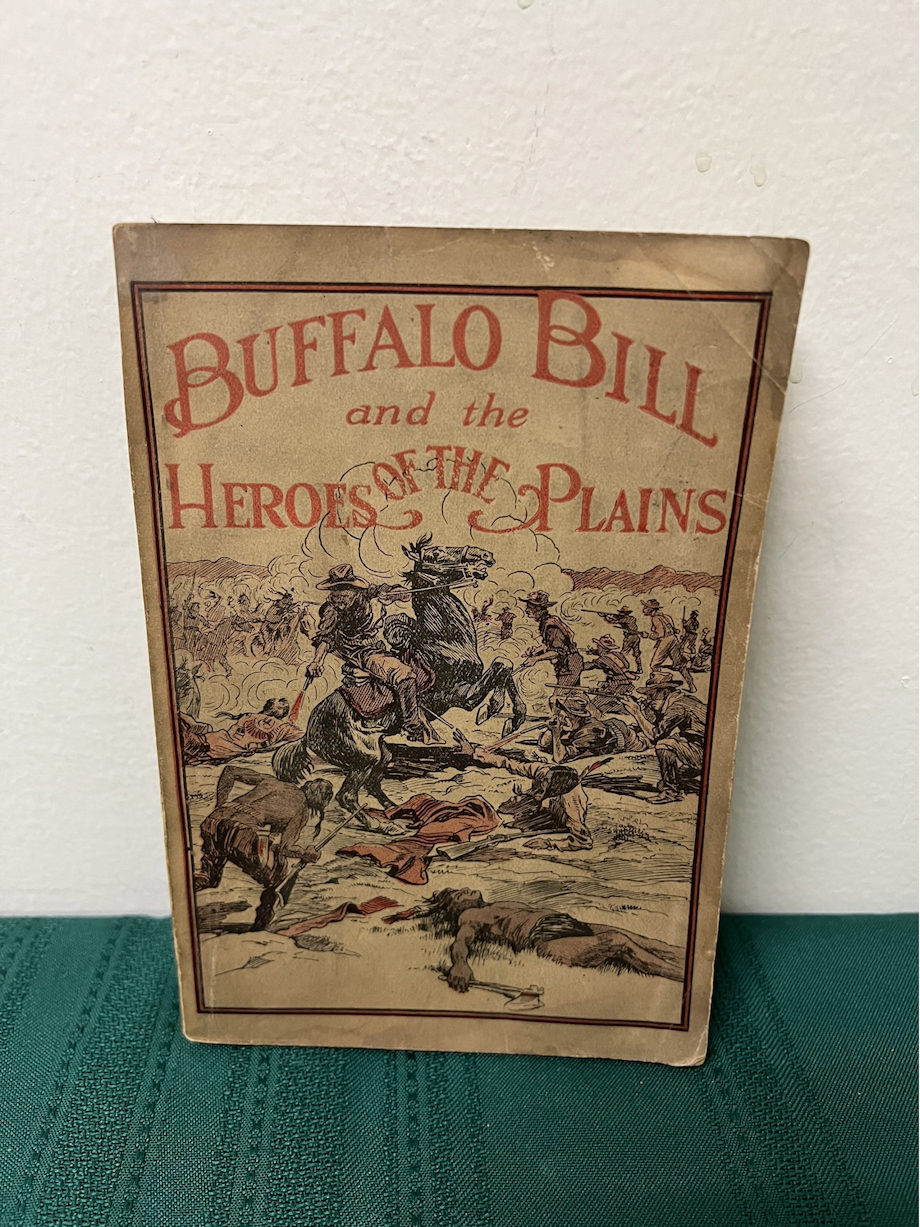 BUFFALO BILL
and the
HEROES OF THE PLAINS